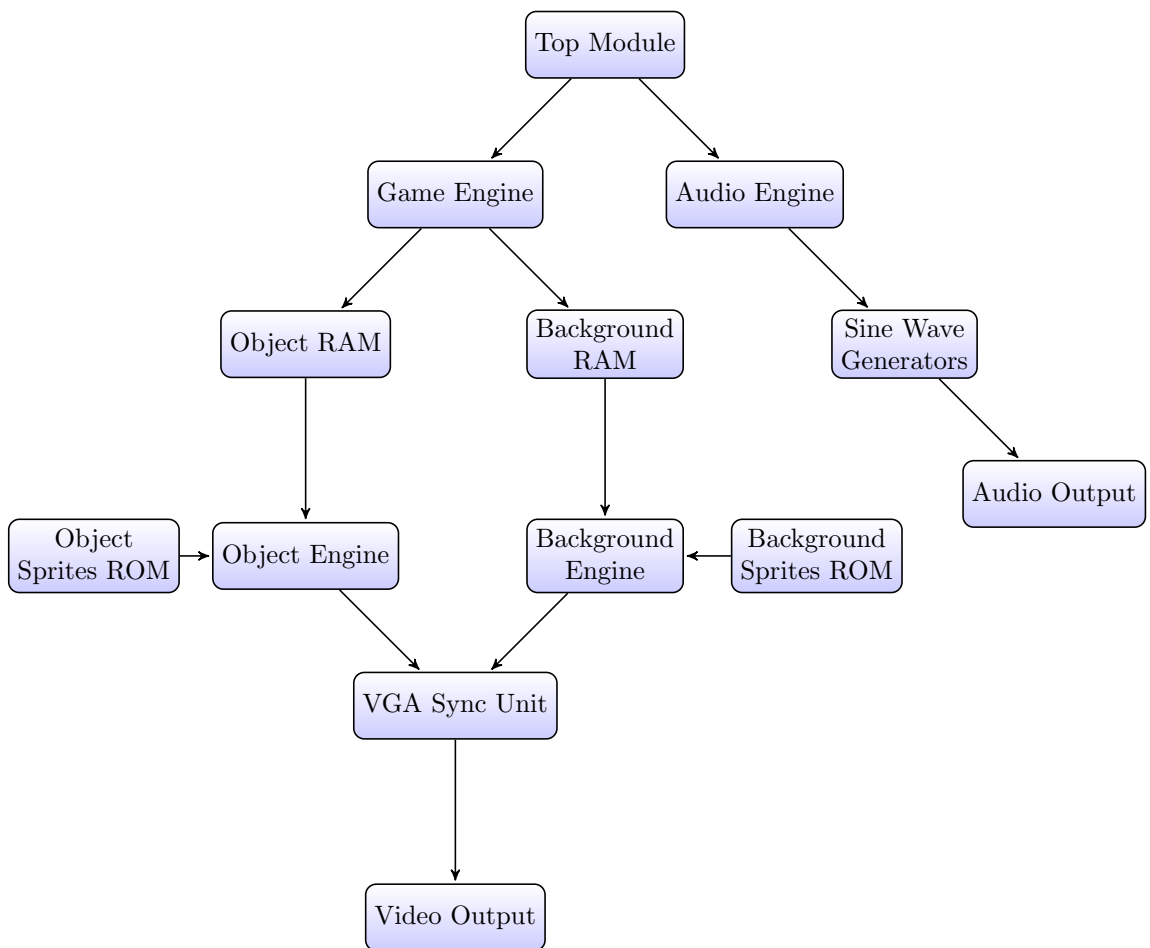 Top Module
Game Engine
Audio Engine
Object RAM
Background
RAM
Sine Wave
Generators
Audio Output
Object
Sprites ROM
Object Engine
Background
Engine
Background
Sprites ROM
VGA Sync Unit
Video Output